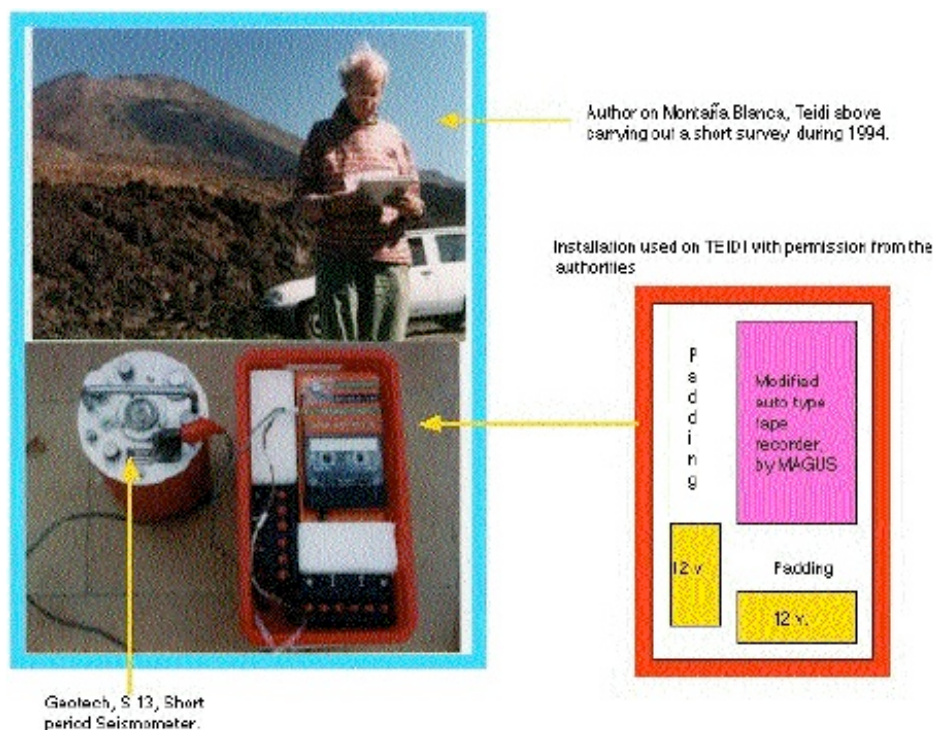 Author on Montaña Blanca, Teidi above
carrying out a short survey during 1994.
Installation used on TEIDI with permission from the
authorities
Padding
Modified
auto type
tape
recorder,
by MAGUS
12 v
Padding
12 v.
Geotech, S 13, Short
period Seismometer.